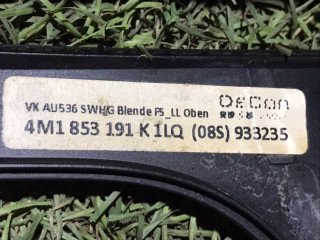 VK AU536 SWHG Blende FS_LL Oben
4M1 853 191 K 1LQ (08S) 933235